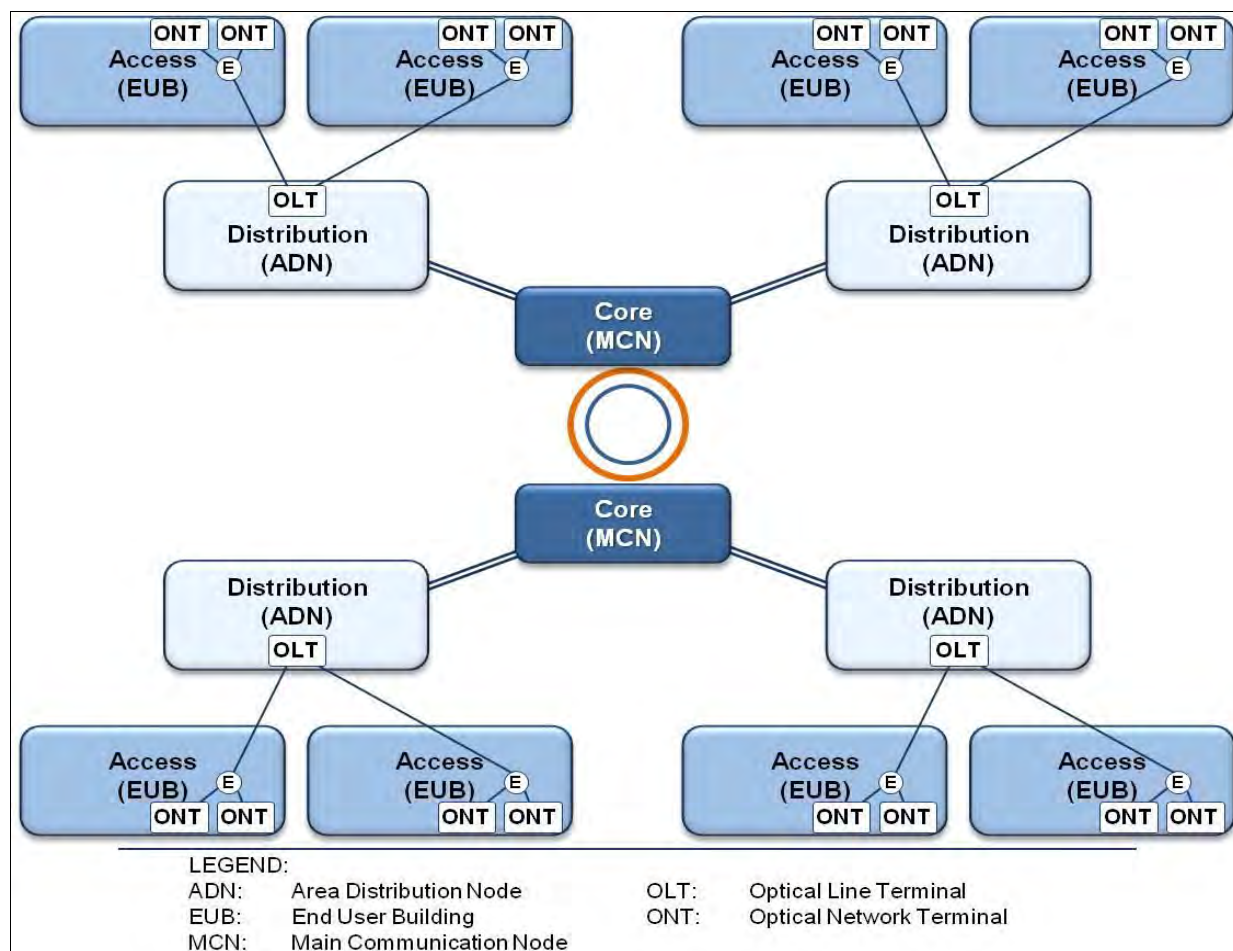 ONT ONT
Access
(EUB)
E
ONT ONT
Access
(EUB)
E
ONT ONT
Access
(EUB)
E
ONT ONT
Access
(EUB)
E
OLT
Distribution
(ADN)
OLT
Distribution
(ADN)
Core
(MCN)
Core
(MCN)
Distribution
(ADN)
OLT
Distribution
(ADN)
OLT
Access
(EUB)
E
ONT ONT
Access
(EUB)
E
ONT ONT
Access
(EUB)
E
ONT ONT
Access
(EUB)
E
ONT ONT
LEGEND:
ADN: Area Distribution Node OLT: Optical Line Terminal
EUB: End User Building ONT: Optical Network Terminal
MCN: Main Communication Node